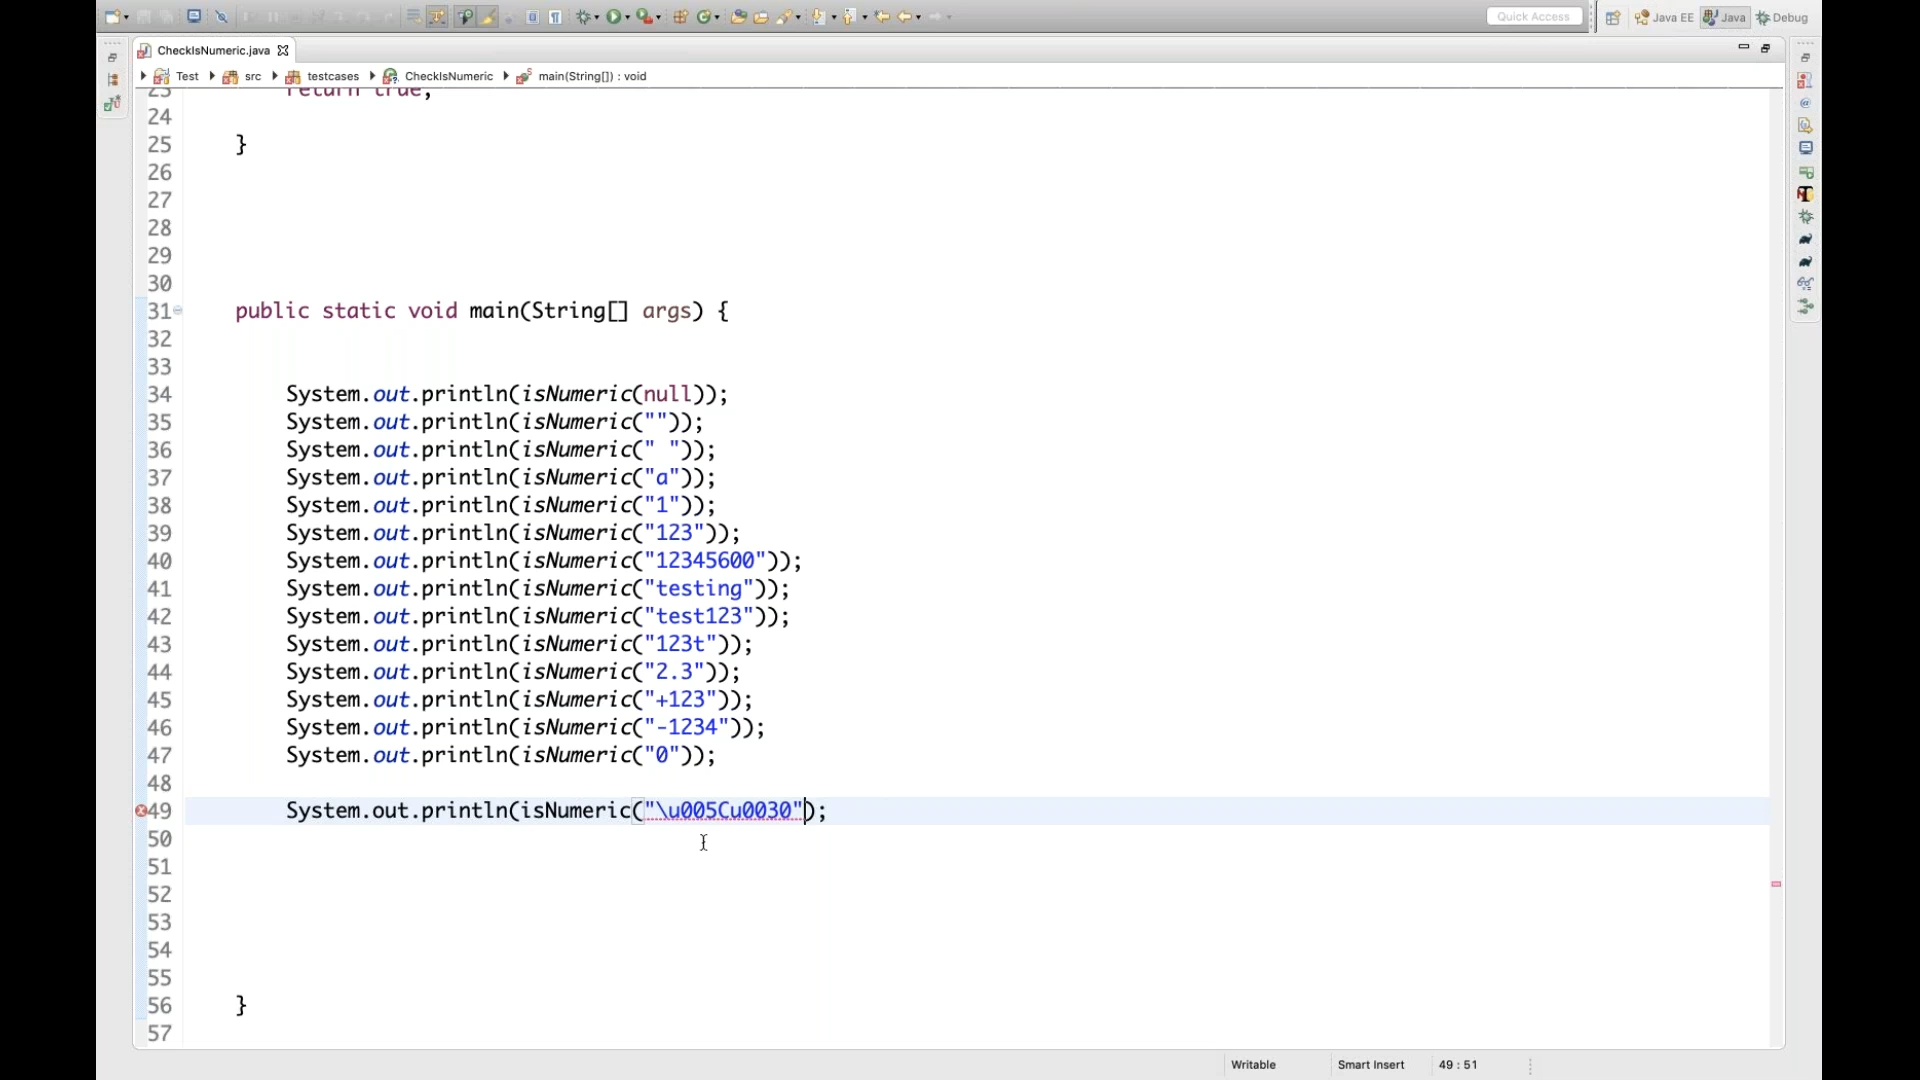 Quick Access
Java EE
Java
Debug
CheckIsNumeric.java
Test
src
testcases
CheckIsNumeric
main(String[]) : void
23 return true;
24
25 }
26
27
28
29
30
31 public static void main(String[] args) {
32
33
34 System.out.println(isNumeric(null));
35 System.out.println(isNumeric(""));
36 System.out.println(isNumeric(" "));
37 System.out.println(isNumeric("a"));
38 System.out.println(isNumeric("1"));
39 System.out.println(isNumeric("123"));
40 System.out.println(isNumeric("12345600"));
41 System.out.println(isNumeric("testing"));
42 System.out.println(isNumeric("test123"));
43 System.out.println(isNumeric("123t"));
44 System.out.println(isNumeric("2.3"));
45 System.out.println(isNumeric("+123"));
46 System.out.println(isNumeric("-1234"));
47 System.out.println(isNumeric("0"));
48
49 System.out.println(isNumeric("\u005Cu0030");
50
51
52
53
54
55
56 }
57
Writable
Smart Insert
49 : 51